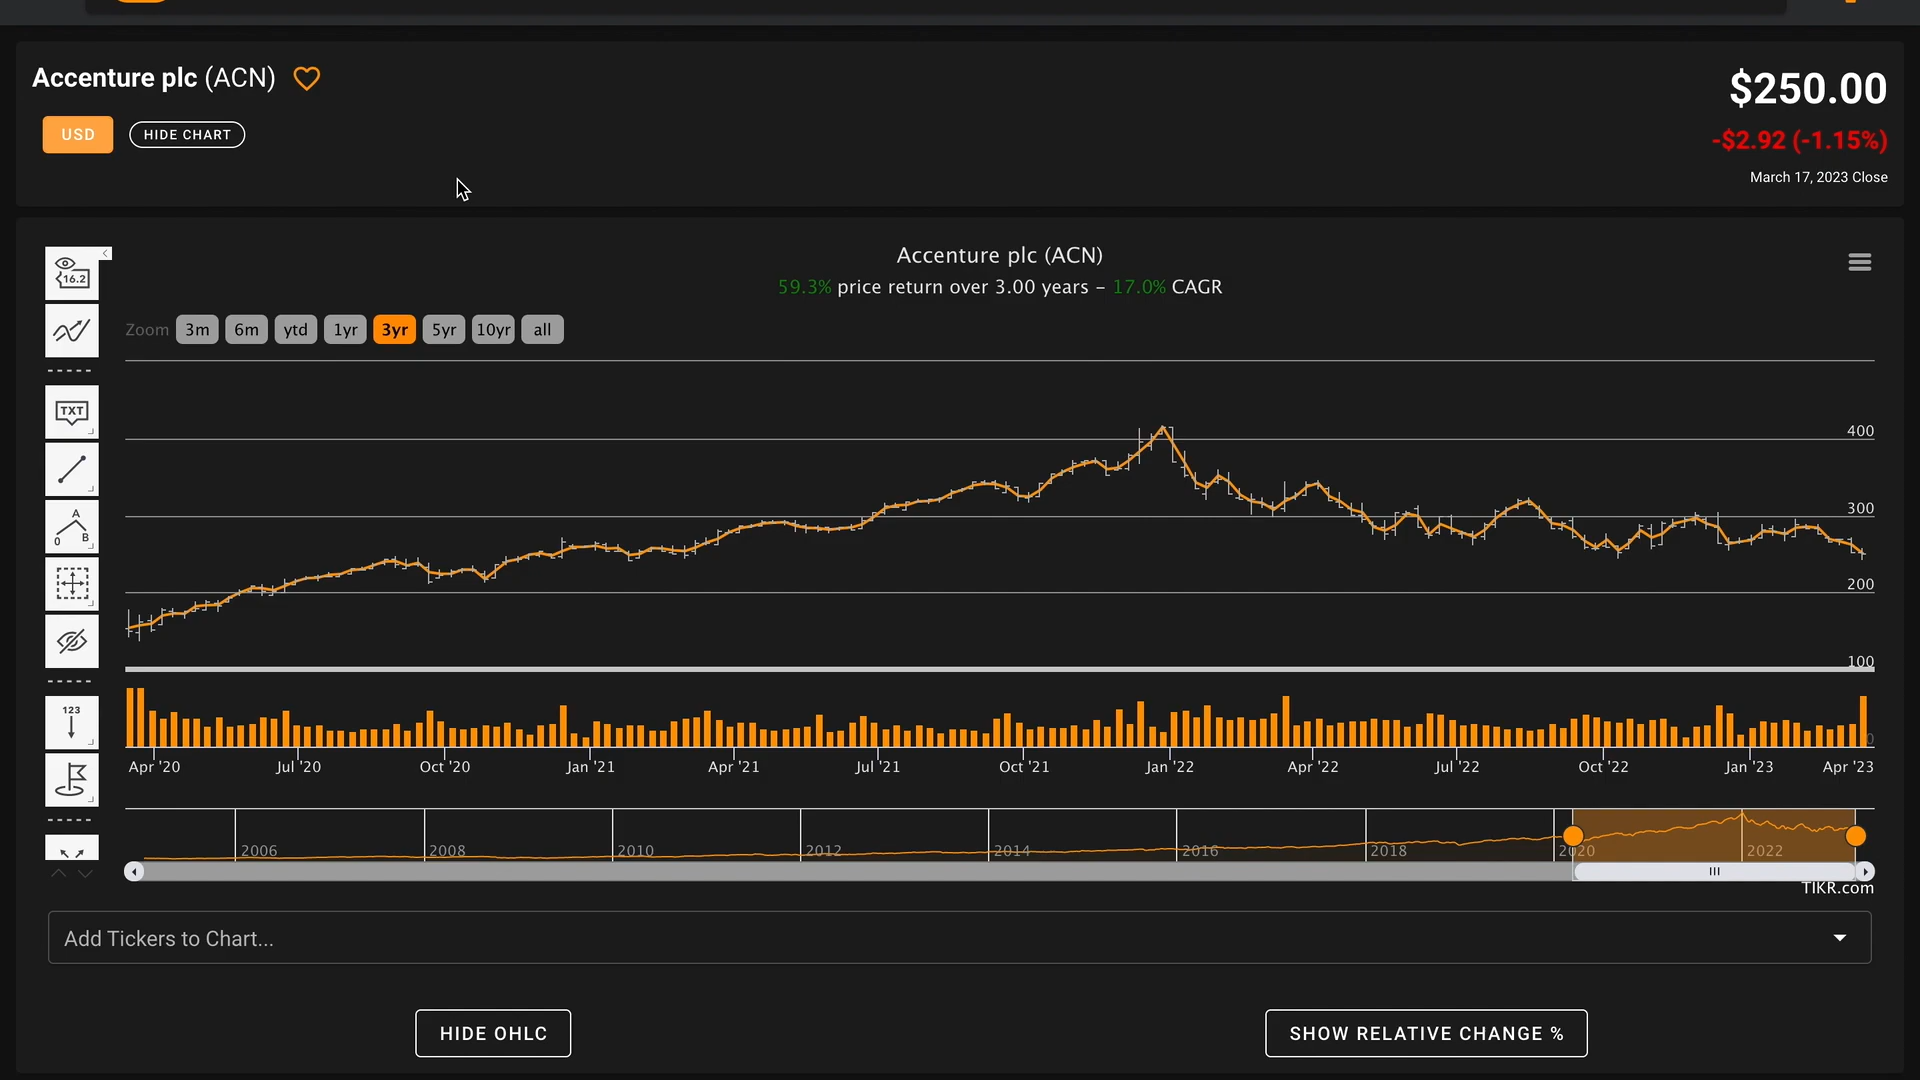 Accenture plc (ACN)
$250.00
USD
HIDE CHART
-$2.92 (-1.15%)
March 17, 2023 Close
Accenture plc (ACN)
59.3% price return over 3.00 years – 17.0% CAGR
16.2
Zoom 3m 6m ytd 1yr 3yr 5yr 10yr all
TXT
400
300
A
0 B
200
100
123
0
Apr '20 Jul '20 Oct '20 Jan '21 Apr '21 Jul '21 Oct '21 Jan '22 Apr '22 Jul '22 Oct '22 Jan '23 Apr '23
2006 2008 2010 2012 2014 2016 2018 2020 2022
TIKR.com
Add Tickers to Chart...
HIDE OHLC
SHOW RELATIVE CHANGE %